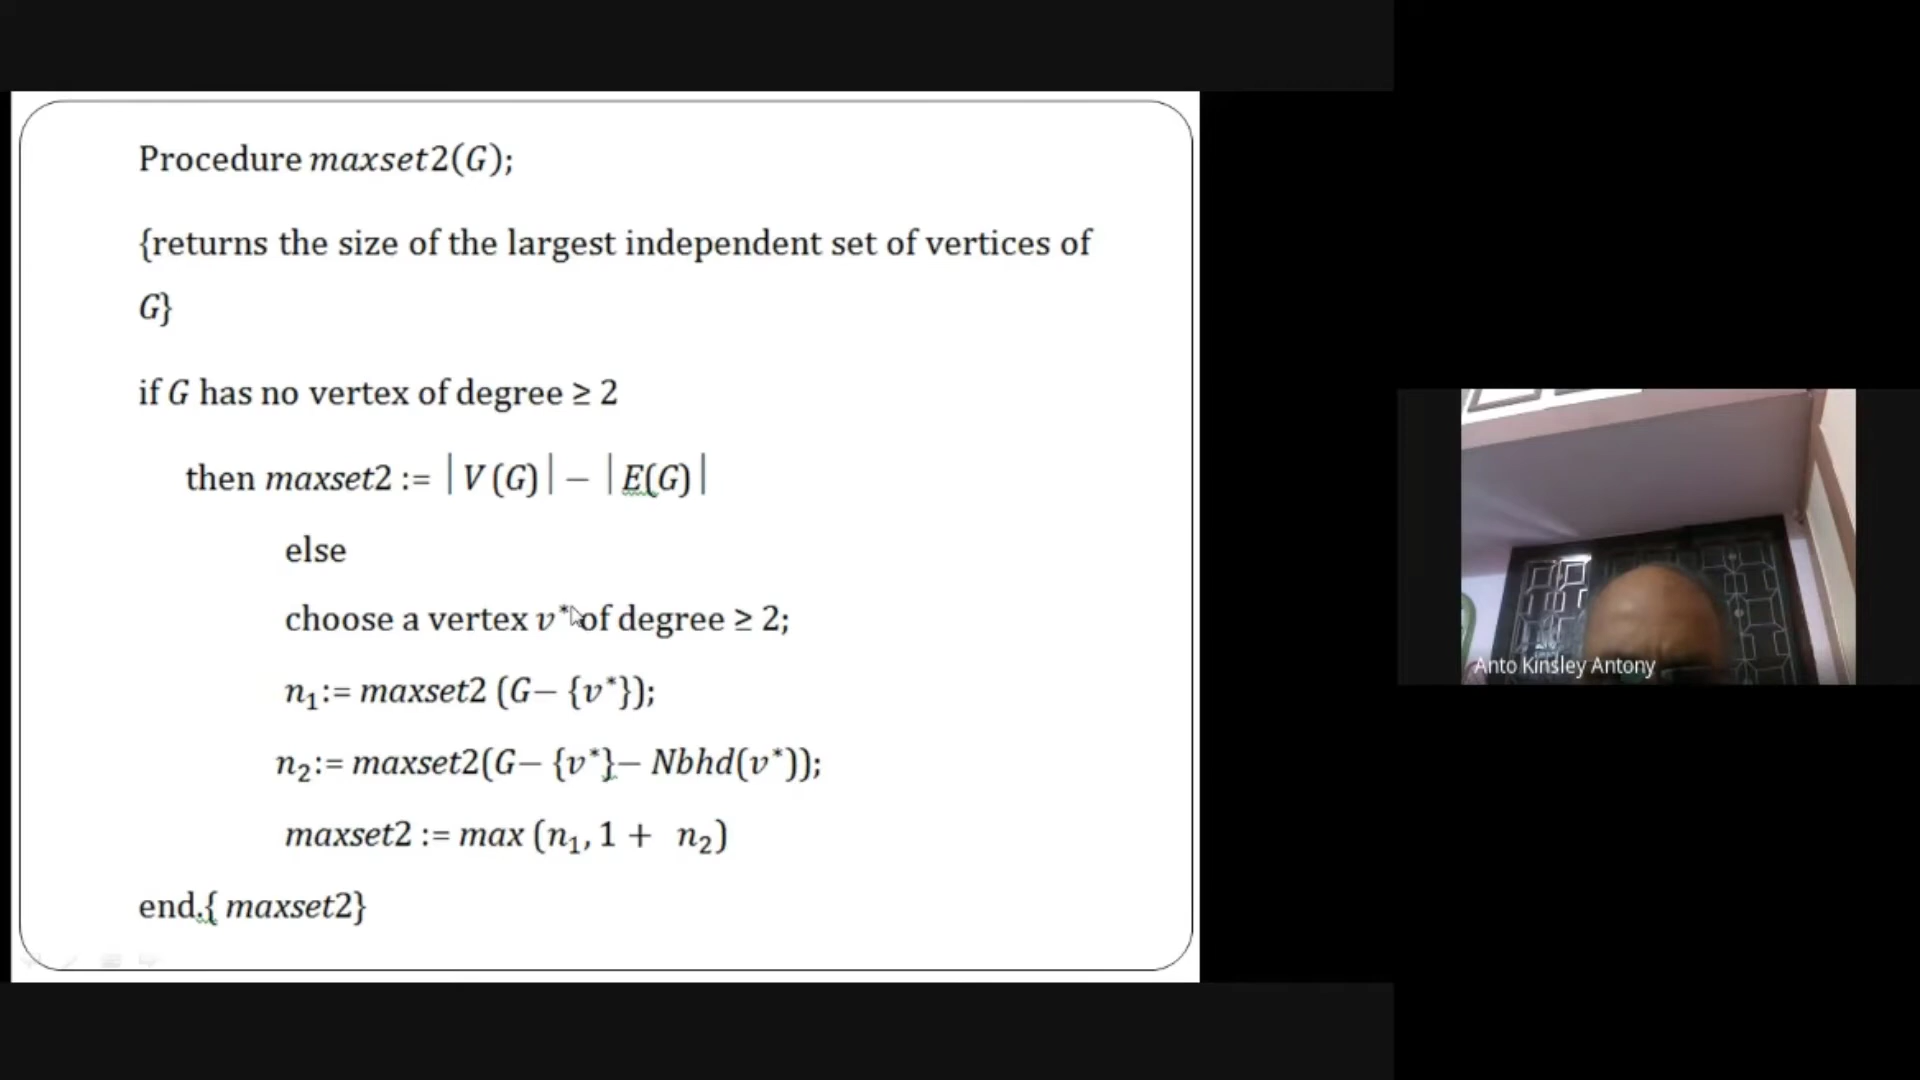 Procedure maxset2(G);
{returns the size of the largest independent set of vertices of
G}
if G has no vertex of degree ≥ 2
then maxset2 := |V(G)| − |E(G)|
else
choose a vertex v* of degree ≥ 2;
n₁:= maxset2 (G− {v*});
n₂:= maxset2(G− {v*}− Nbhd(v*));
maxset2 := max (n₁, 1 + n₂)
end.{ maxset2}
Anto Kinsley Antony